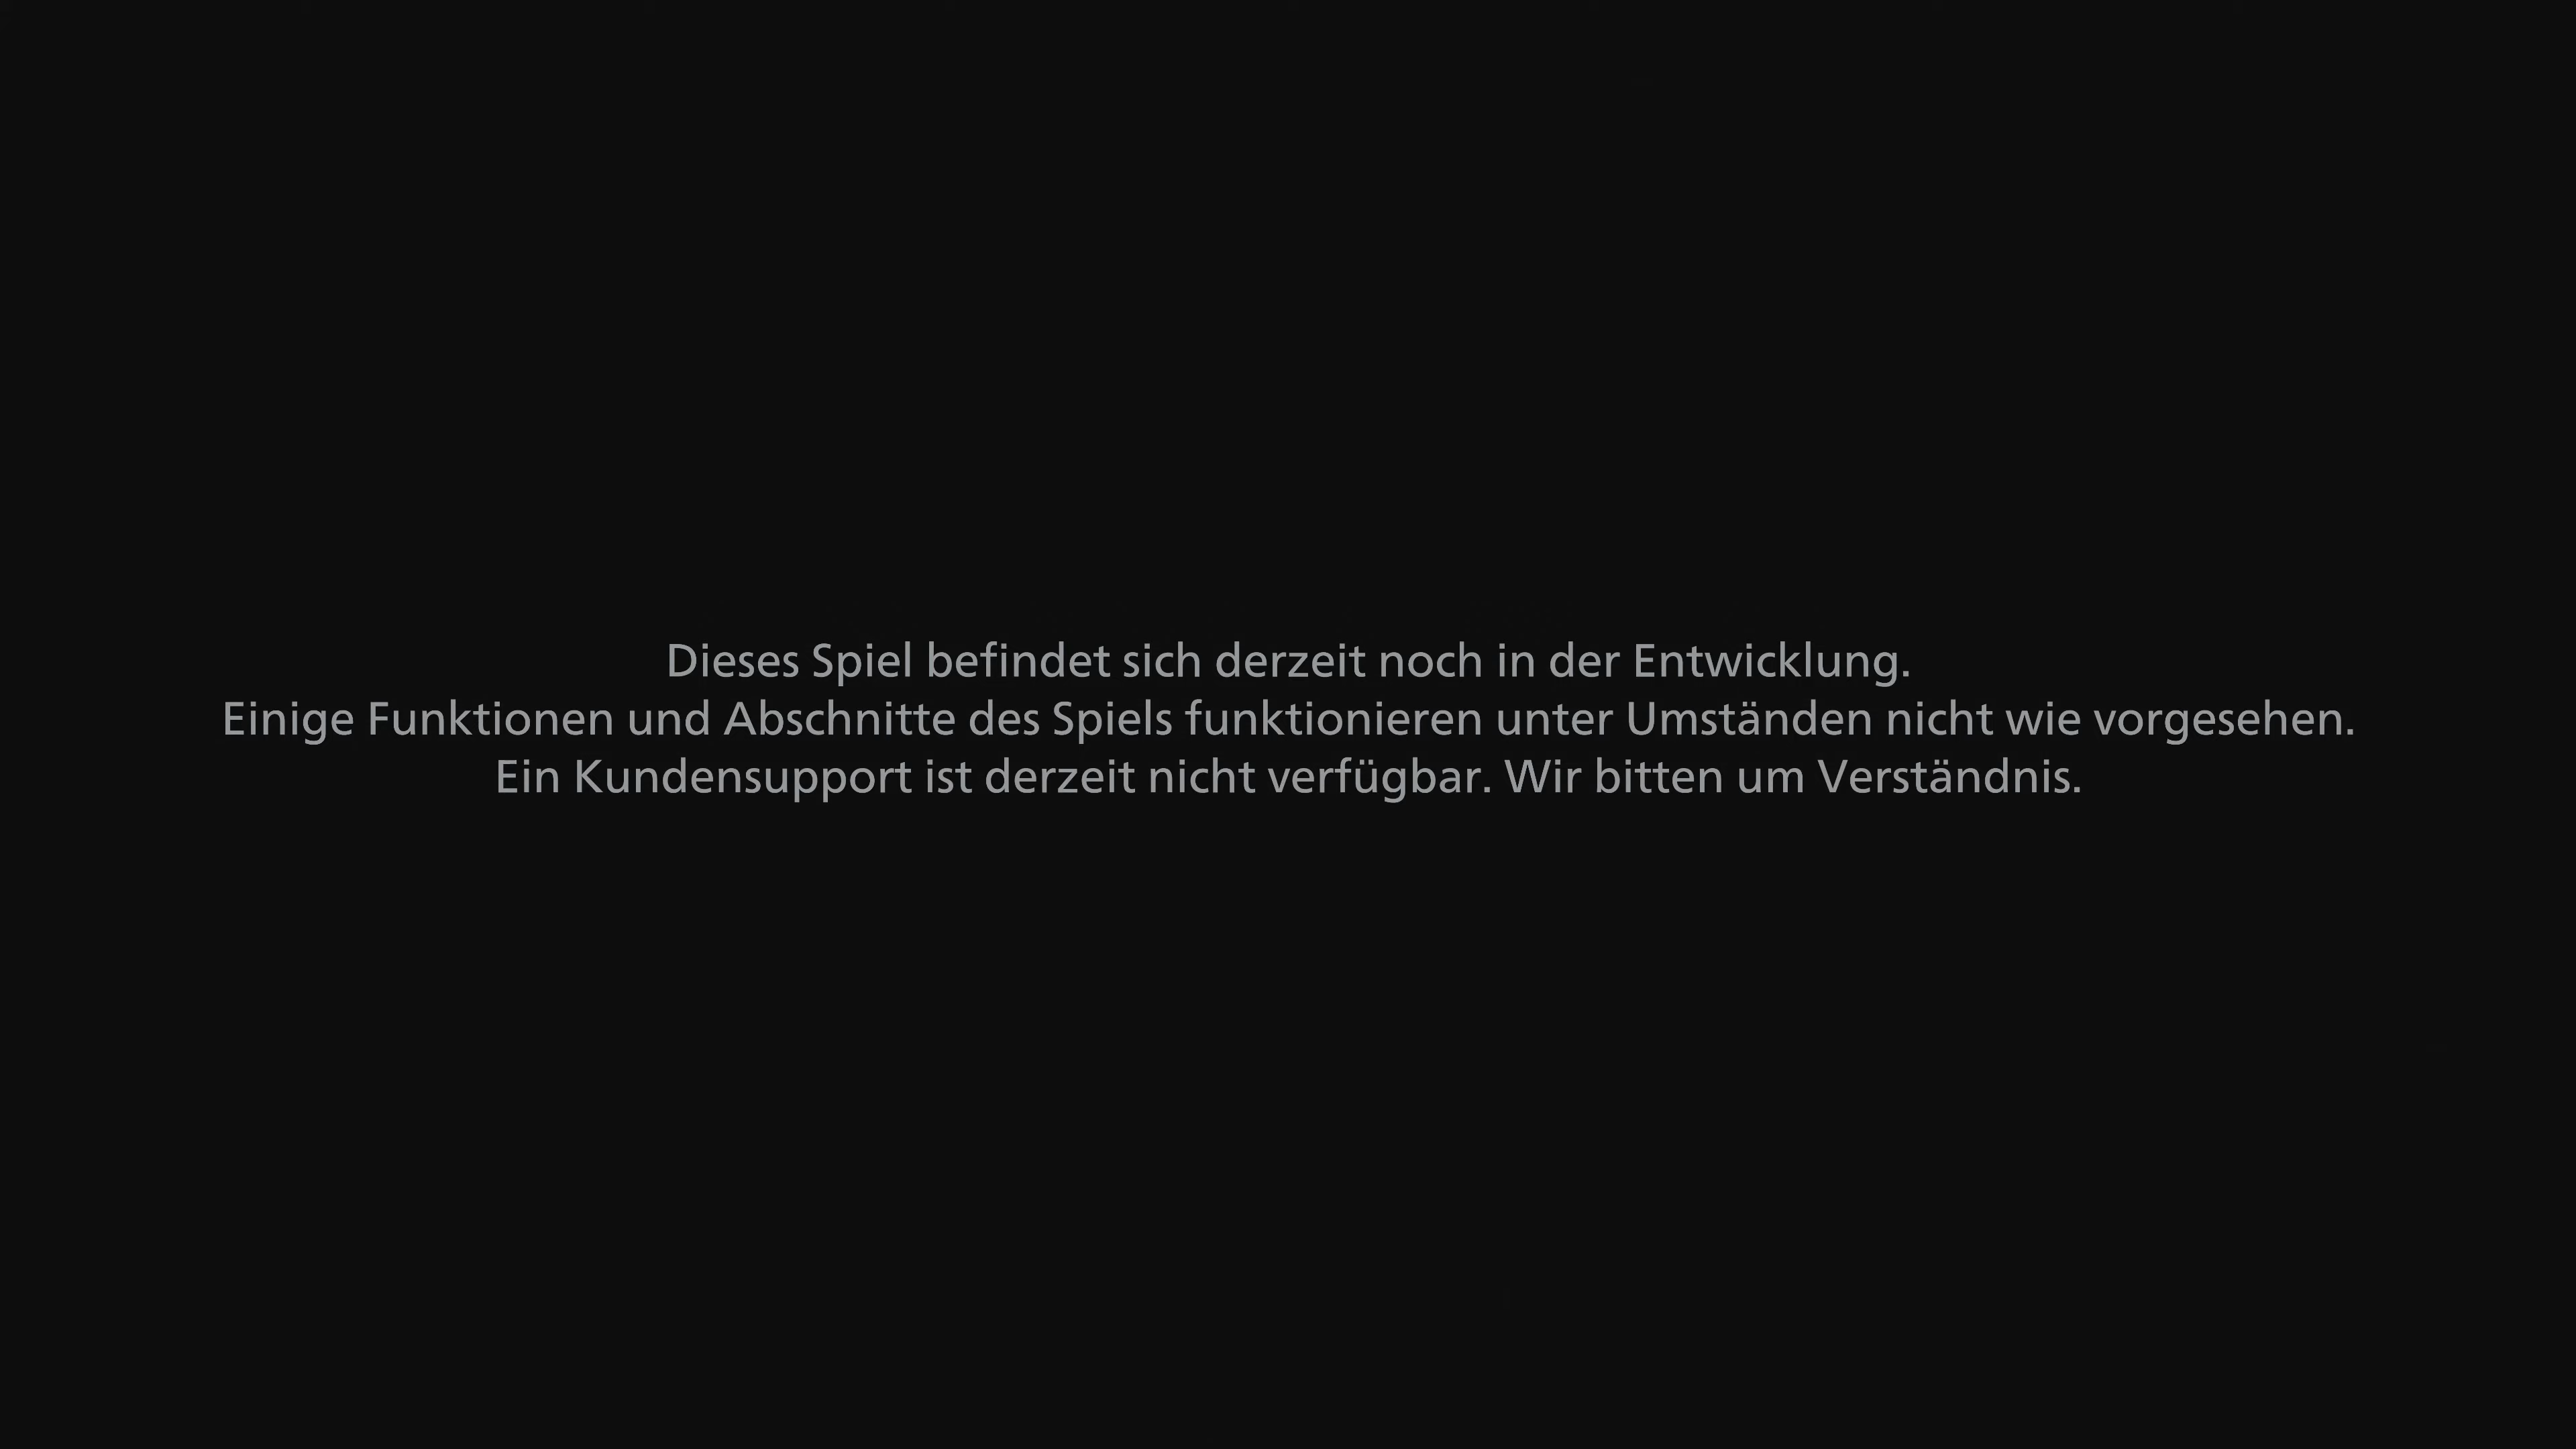 Dieses Spiel befindet sich derzeit noch in der Entwicklung.
Einige Funktionen und Abschnitte des Spiels funktionieren unter Umständen nicht wie vorgesehen.
Ein Kundensupport ist derzeit nicht verfügbar. Wir bitten um Verständnis.